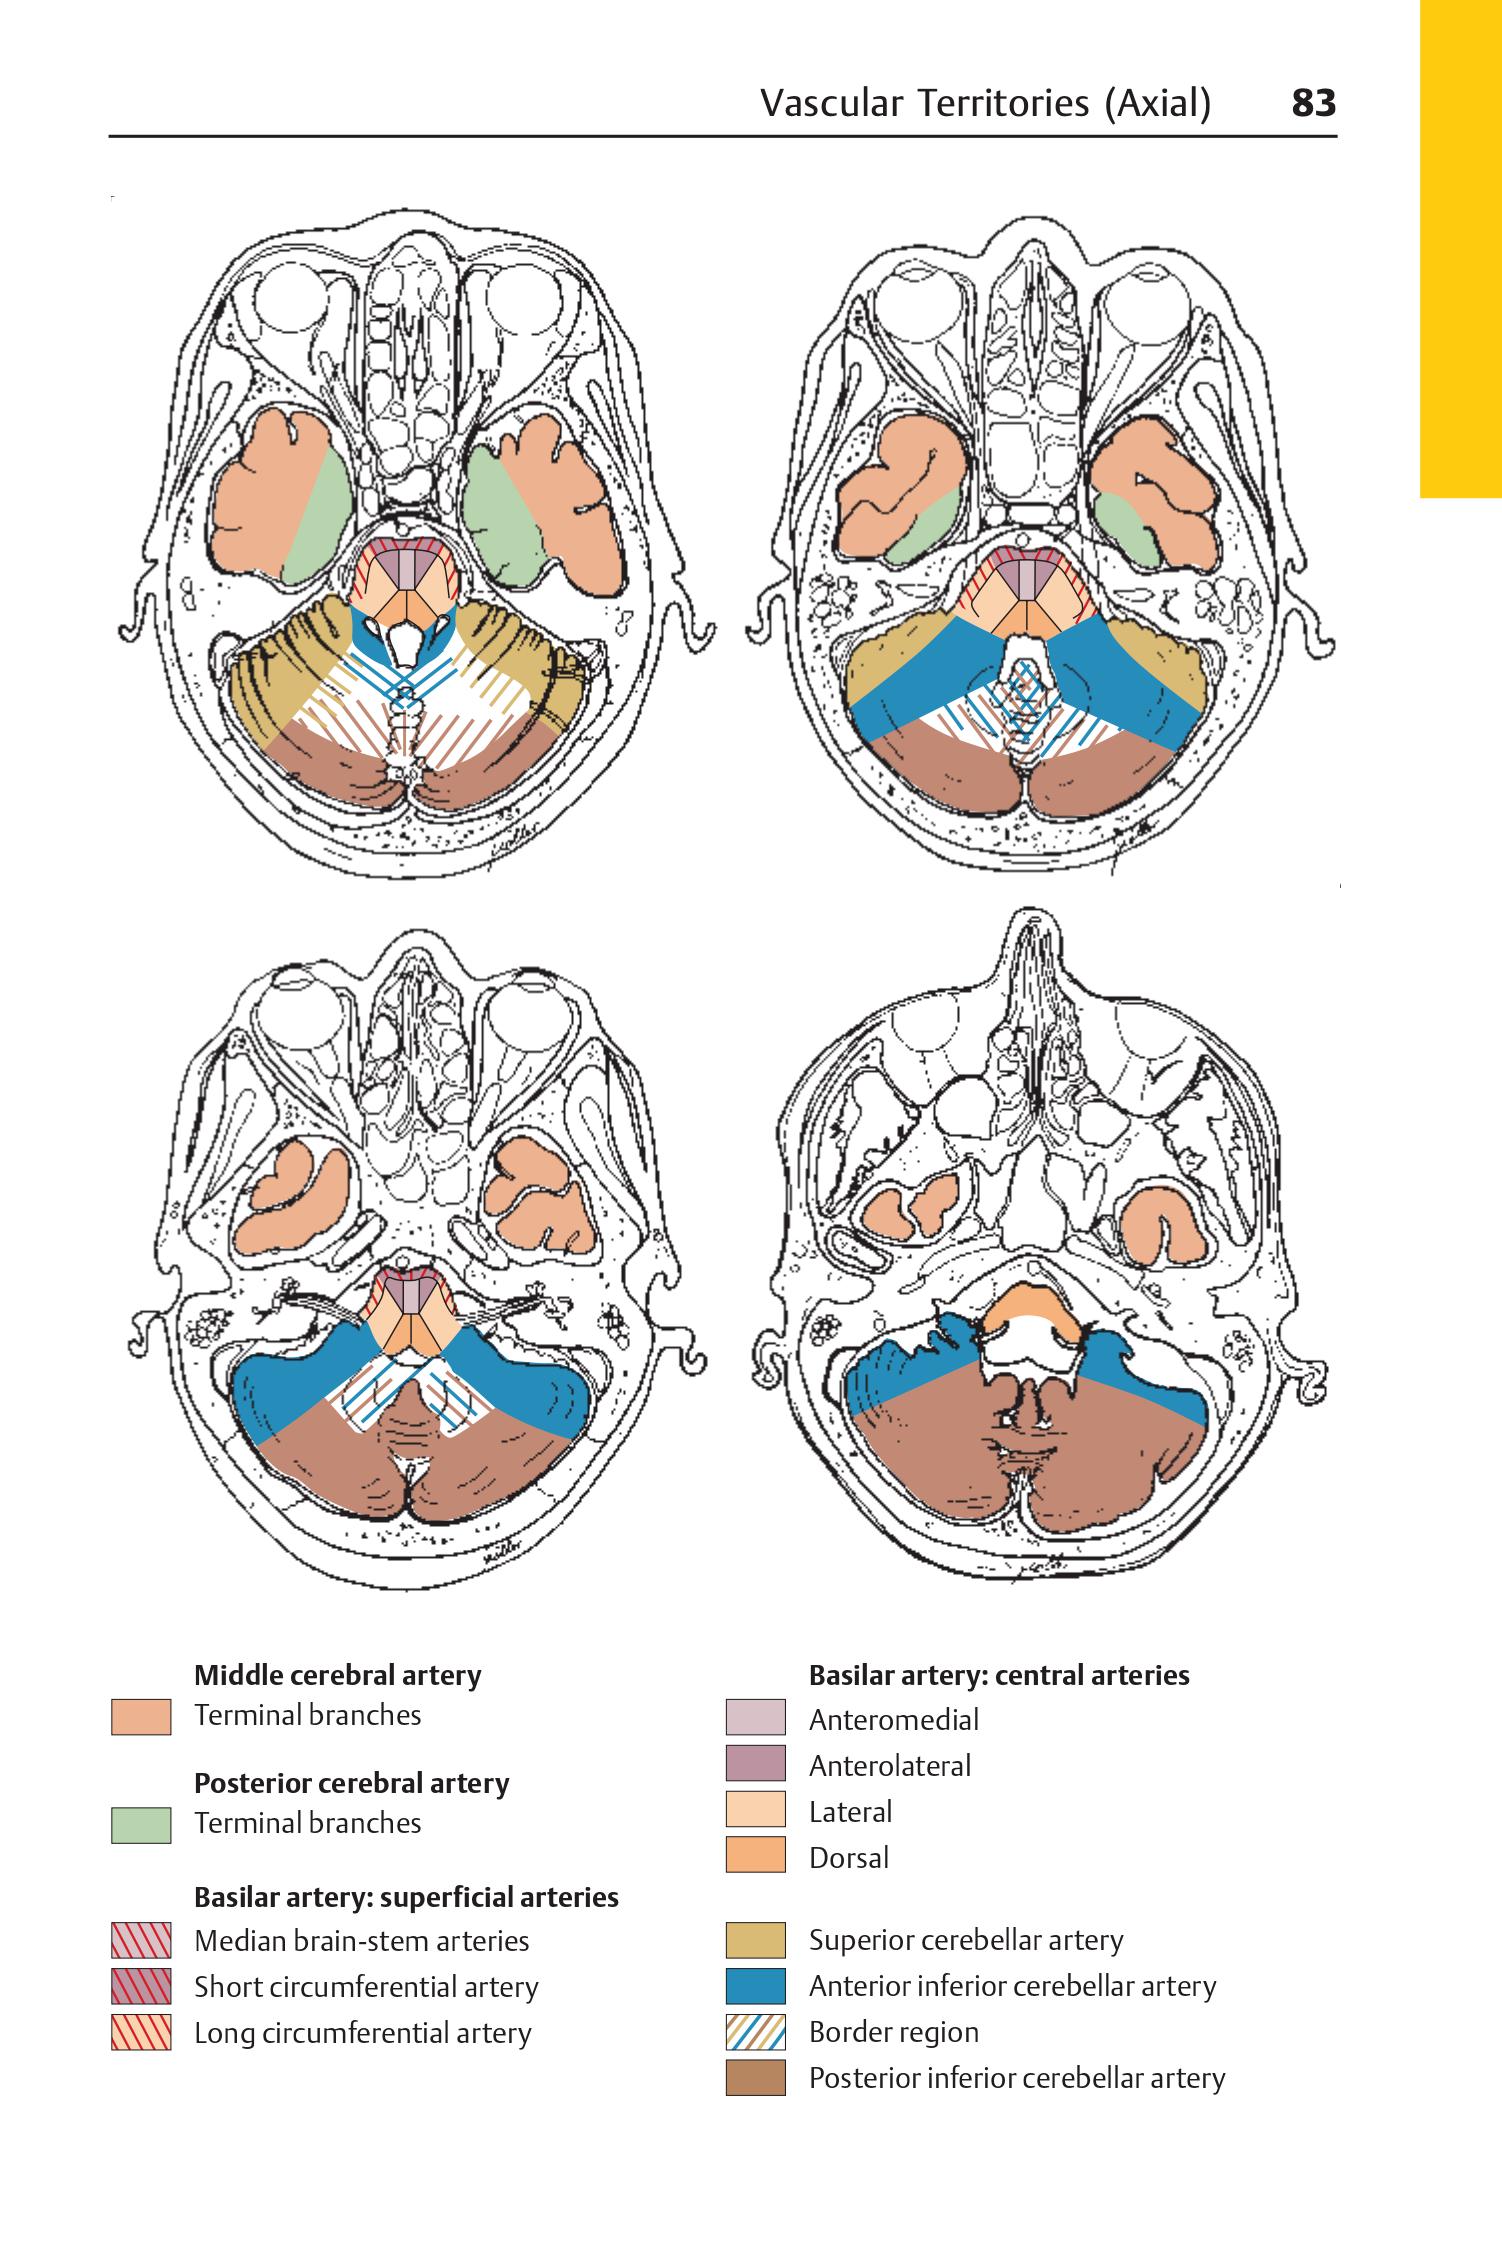 Vascular Territories (Axial) 83
Middle cerebral artery
Terminal branches
Posterior cerebral artery
Terminal branches
Basilar artery: superficial arteries
Median brain-stem arteries
Short circumferential artery
Long circumferential artery
Basilar artery: central arteries
Anteromedial
Anterolateral
Lateral
Dorsal
Superior cerebellar artery
Anterior inferior cerebellar artery
Border region
Posterior inferior cerebellar artery